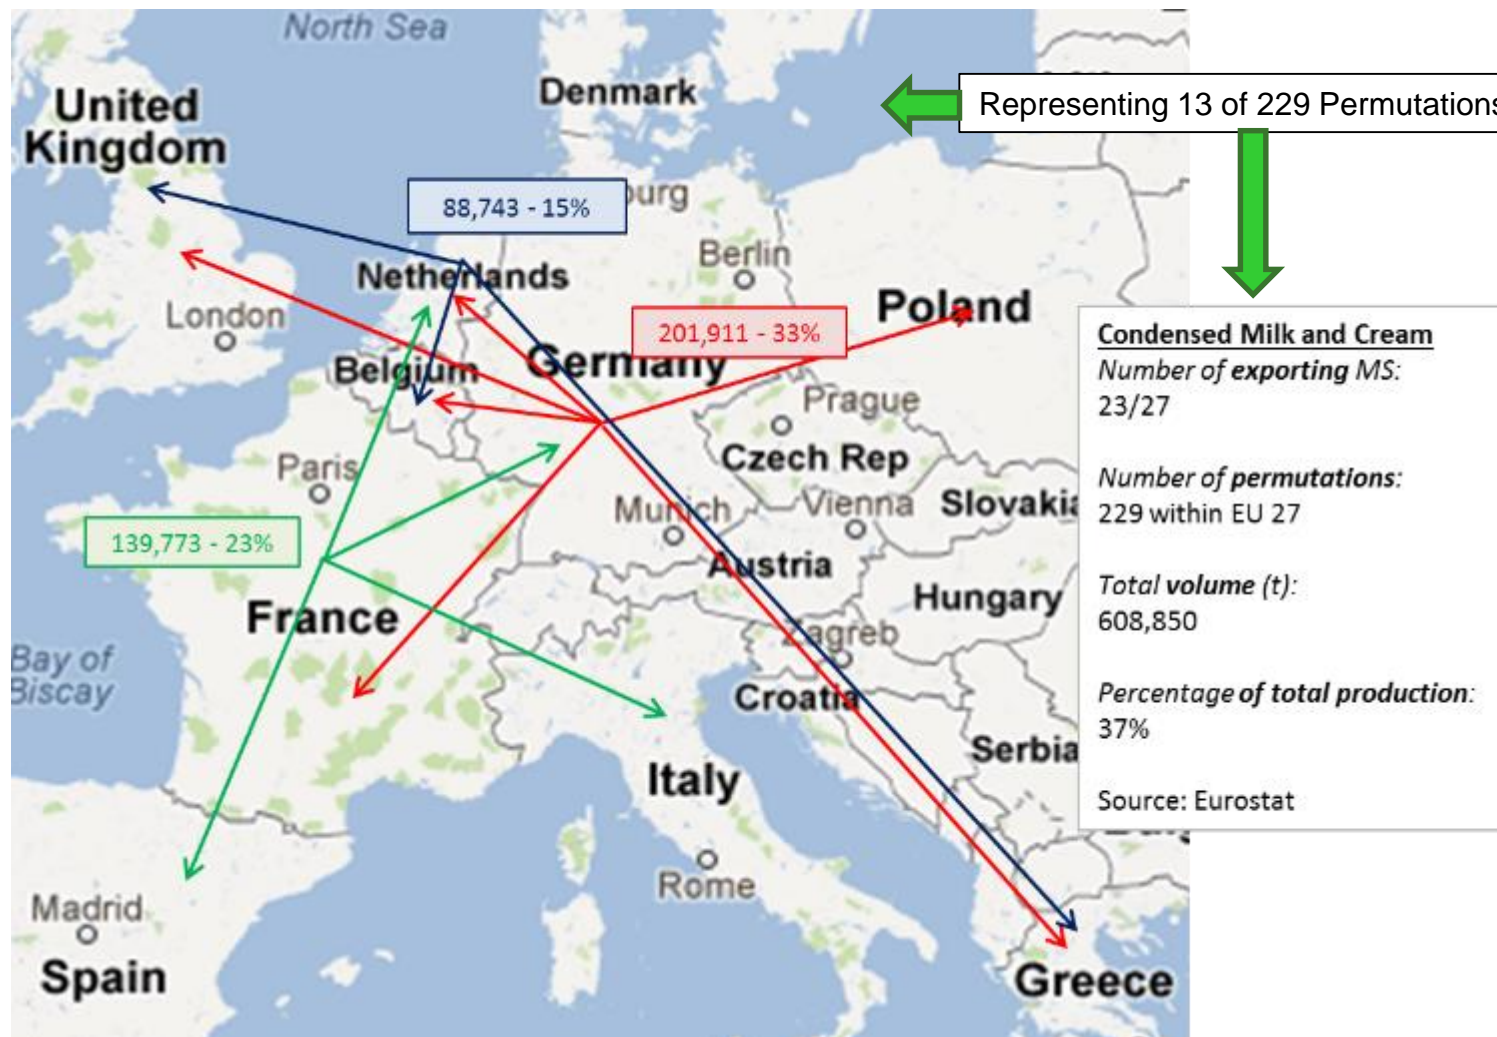 North Sea
Denmark
Representing 13 of 229 Permutations
United
Kingdom
88,743 - 15%
burg
Berlin
Netherlands
Poland
London
201,911 - 33%
Germany
Belgium
Condensed Milk and Cream
Number of exporting MS:
23/27
Number of permutations:
229 within EU 27
Total volume (t):
608,850
Percentage of total production:
37%
Source: Eurostat
Prague
Czech Rep
Paris
Munich
Vienna
Slovakia
139,773 - 23%
Austria
Hungary
France
Zagreb
Bay of
Biscay
Croatia
Serbia
Italy
Rome
Madrid
Spain
Greece